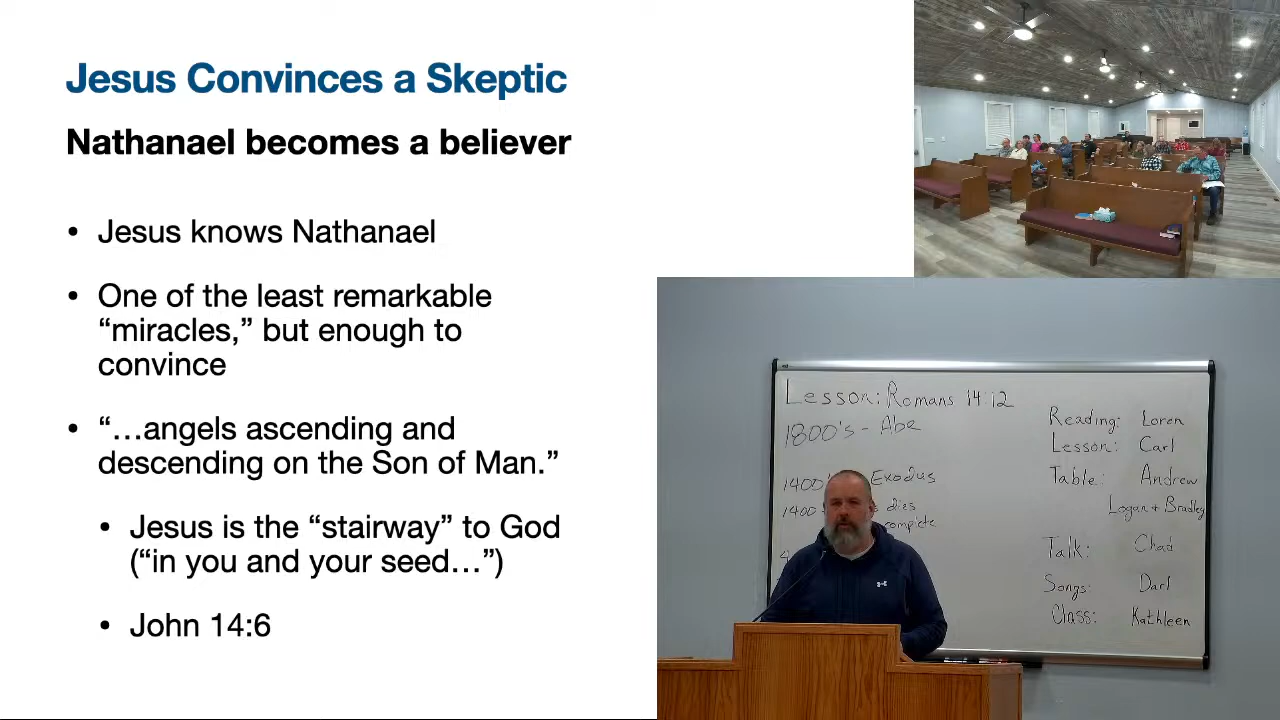 Jesus Convinces a Skeptic
Nathanael becomes a believer
• Jesus knows Nathanael
• One of the least remarkable
“miracles,” but enough to
convince
• “…angels ascending and
descending on the Son of Man.”
• Jesus is the “stairway” to God
(“in you and your seed…”)
• John 14:6
Lesson: Romans 14:12
1800's - Abe
1400 Exodus
1400 dies
complete
Reading: Loren
Lesson: Carl
Table: Andrew
Logan + Bradley
Talk: Chad
Songs: Darl
Class: Kathleen